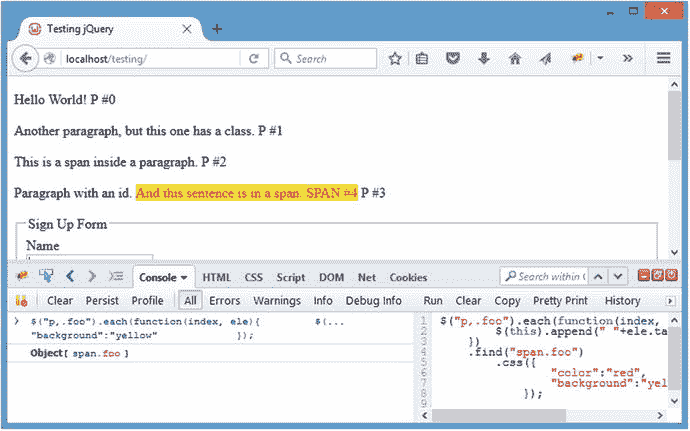 Testing jQuery
localhost/testing/
Search
Hello World! P #0
Another paragraph, but this one has a class. P #1
This is a span inside a paragraph. P #2
Paragraph with an id. And this sentence is in a span. SPAN #4 P #3
Sign Up Form
Name
Console HTML CSS Script DOM Net Cookies
Search within C
Clear Persist Profile All Errors Warnings Info Debug Info
Run Clear Copy Pretty Print History
$("p,.foo").each(function(index, ele){ $(...
"background":"yellow" });
Object[ span.foo ]
1 $("p,.foo").each(function(index,
2 $(this).append(" "+ele.ta
3 })
4 .find("span.foo")
5 .css({
6 "color":"red",
7 "background":"yel
8 });
9